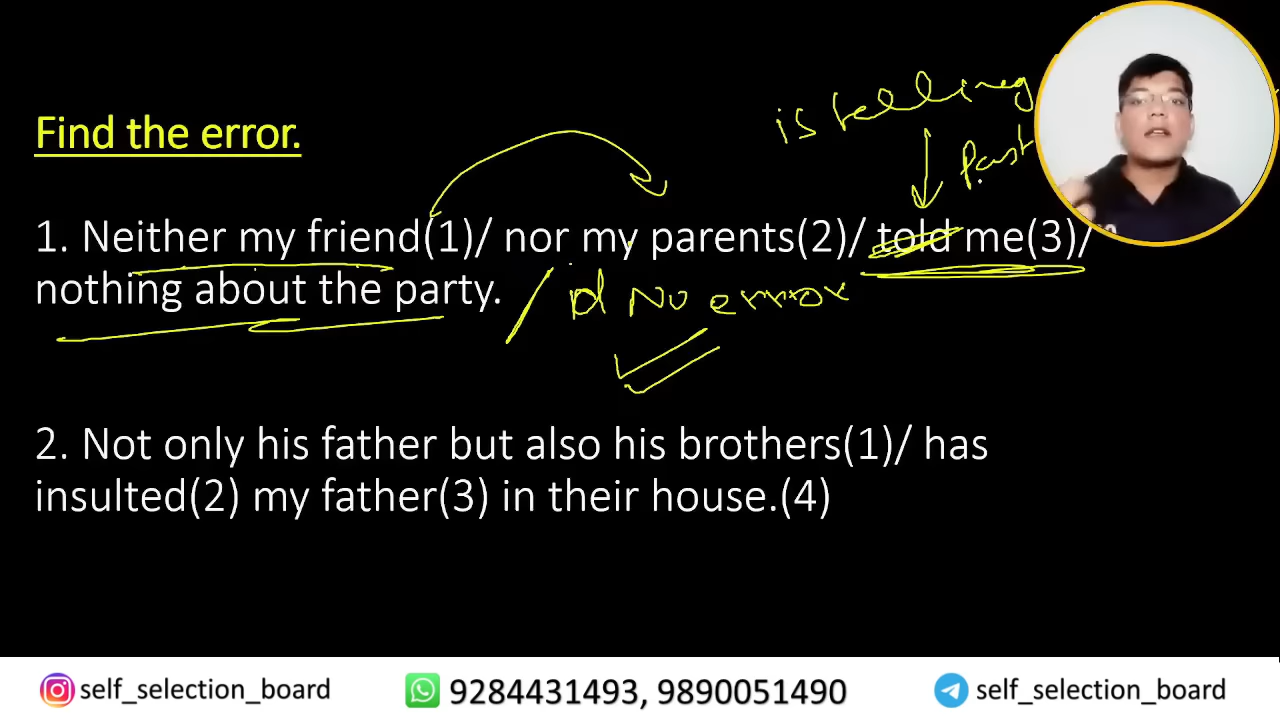 is telling
Find the error.
Past
1. Neither my friend(1)/ nor my parents(2)/ told me(3)/
nothing about the party. / d No error
2. Not only his father but also his brothers(1)/ has
insulted(2) my father(3) in their house.(4)
self_selection_board 9284431493, 9890051490 self_selection_board